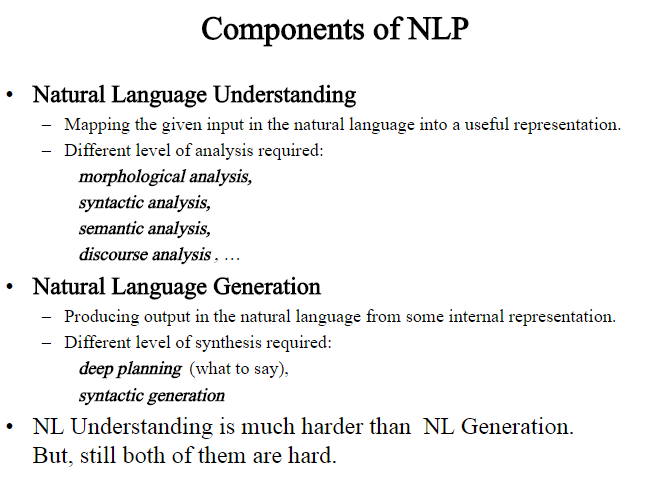 Components of NLP
• Natural Language Understanding
– Mapping the given input in the natural language into a useful representation.
– Different level of analysis required:
morphological analysis,
syntactic analysis,
semantic analysis,
discourse analysis, …
• Natural Language Generation
– Producing output in the natural language from some internal representation.
– Different level of synthesis required:
deep planning (what to say),
syntactic generation
• NL Understanding is much harder than NL Generation.
But, still both of them are hard.